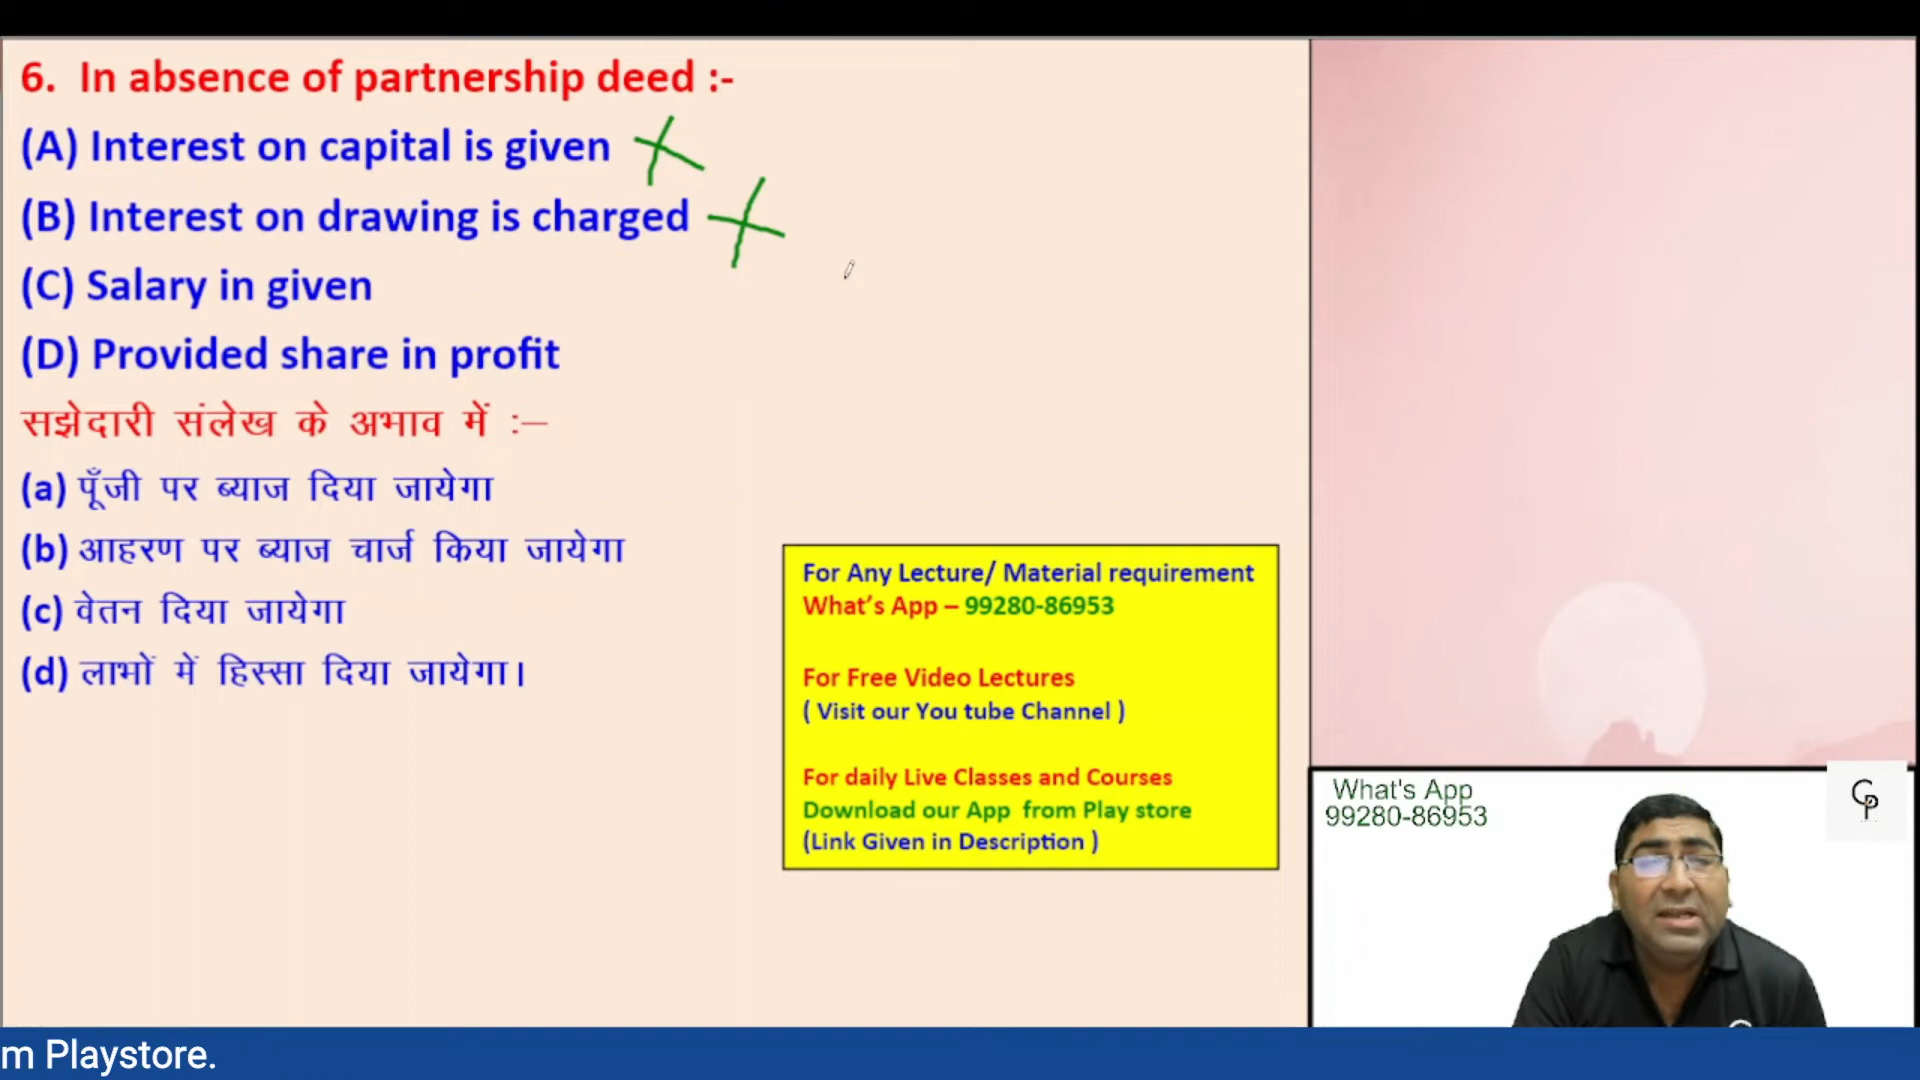 6. In absence of partnership deed :-
(A) Interest on capital is given
(B) Interest on drawing is charged
(C) Salary in given
(D) Provided share in profit
सझेदारी संलेख के अभाव में :–
(a) पूँजी पर ब्याज दिया जायेगा
(b) आहरण पर ब्याज चार्ज किया जायेगा
(c) वेतन दिया जायेगा
(d) लाभों में हिस्सा दिया जायेगा।
For Any Lecture/ Material requirement
What's App – 99280-86953
For Free Video Lectures
( Visit our You tube Channel )
For daily Live Classes and Courses
Download our App from Play store
(Link Given in Description )
What's App
99280-86953
CP
m Playstore.